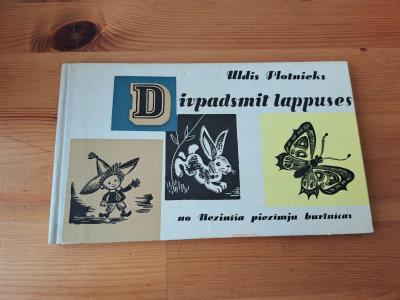 Uldis Plotnieks
Divpadsmit lappuses
no Nezinīša piezīmju burtnīcas